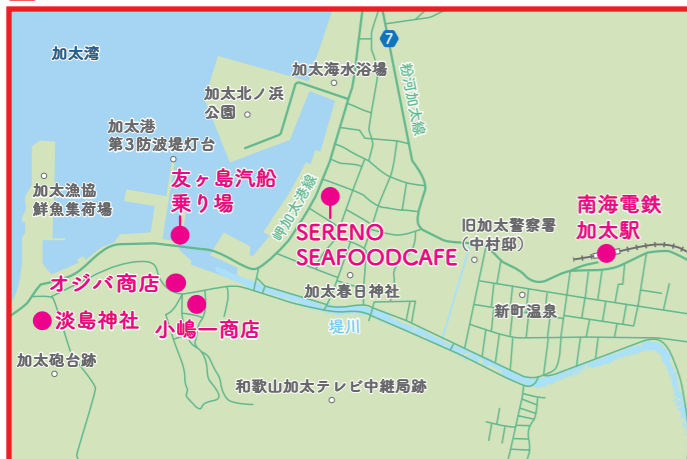 加太湾
7
加太海水浴場
粉河加太線
加太北ノ浜
公園
加太港
第3防波堤灯台
友ヶ島汽船
乗り場
加太漁協
鮮魚集荷場
岬加太港線
SERENO
SEAFOODCAFE
旧加太警察署
(中村邸)
南海電鉄
加太駅
オジバ商店
加太春日神社
新町温泉
淡島神社
小嶋一商店
堤川
加太砲台跡
和歌山加太テレビ中継局跡